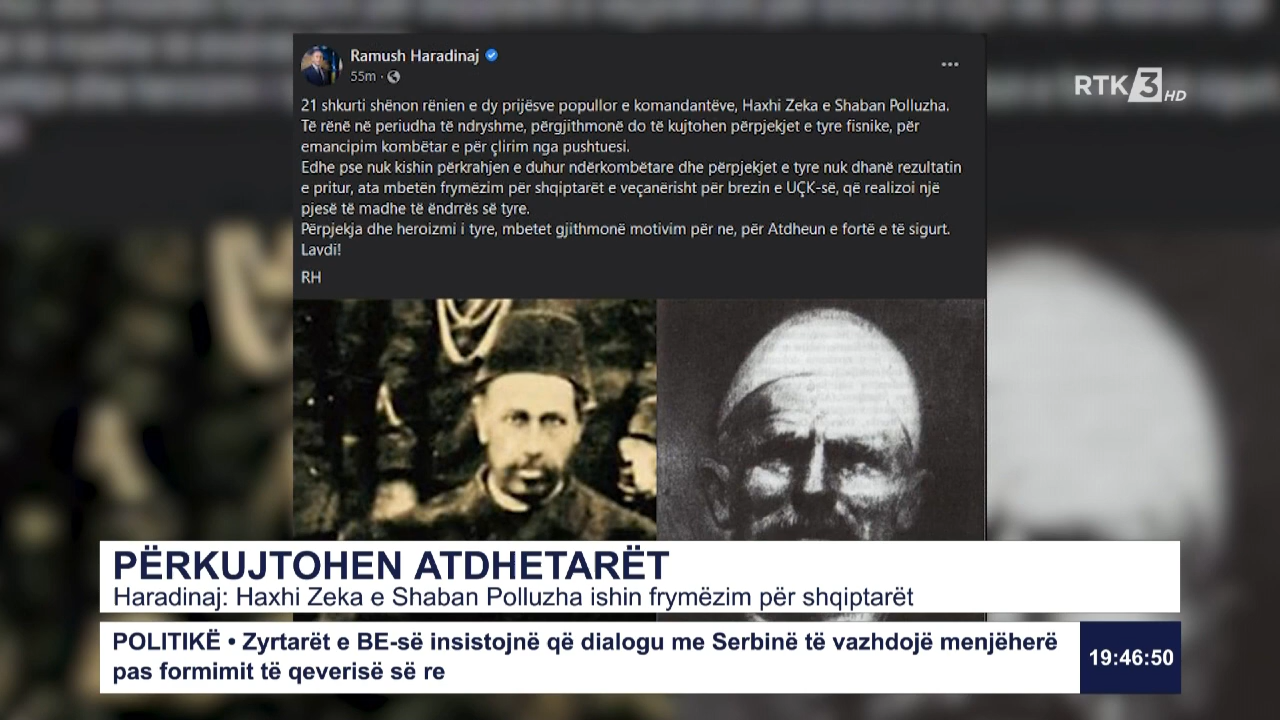 Ramush Haradinaj
55m
RTK 3 HD
21 shkurti shënon rënien e dy prijësve popullor e komandantëve, Haxhi Zeka e Shaban Polluzha.
Të rënë në periudha të ndryshme, përgjithmonë do të kujtohen përpjekjet e tyre fisnike, për
emancipim kombëtar e për çlirim nga pushtuesi.
Edhe pse nuk kishin përkrahjen e duhur ndërkombëtare dhe përpjekjet e tyre nuk dhanë rezultatin
e pritur, ata mbetën frymëzim për shqiptarët e veçanërisht për brezin e UÇK-së, që realizoi një
pjesë të madhe të ëndrrës së tyre.
Përpjekja dhe heroizmi i tyre, mbetet gjithmonë motivim për ne, për Atdheun e fortë e të sigurt.
Lavdi!
RH
PËRKUJTOHEN ATDHETARËT
Haradinaj: Haxhi Zeka e Shaban Polluzha ishin frymëzim për shqiptarët
POLITIKË • Zyrtarët e BE-së insistojnë që dialogu me Serbinë të vazhdojë menjëherë
pas formimit të qeverisë së re
19:46:50